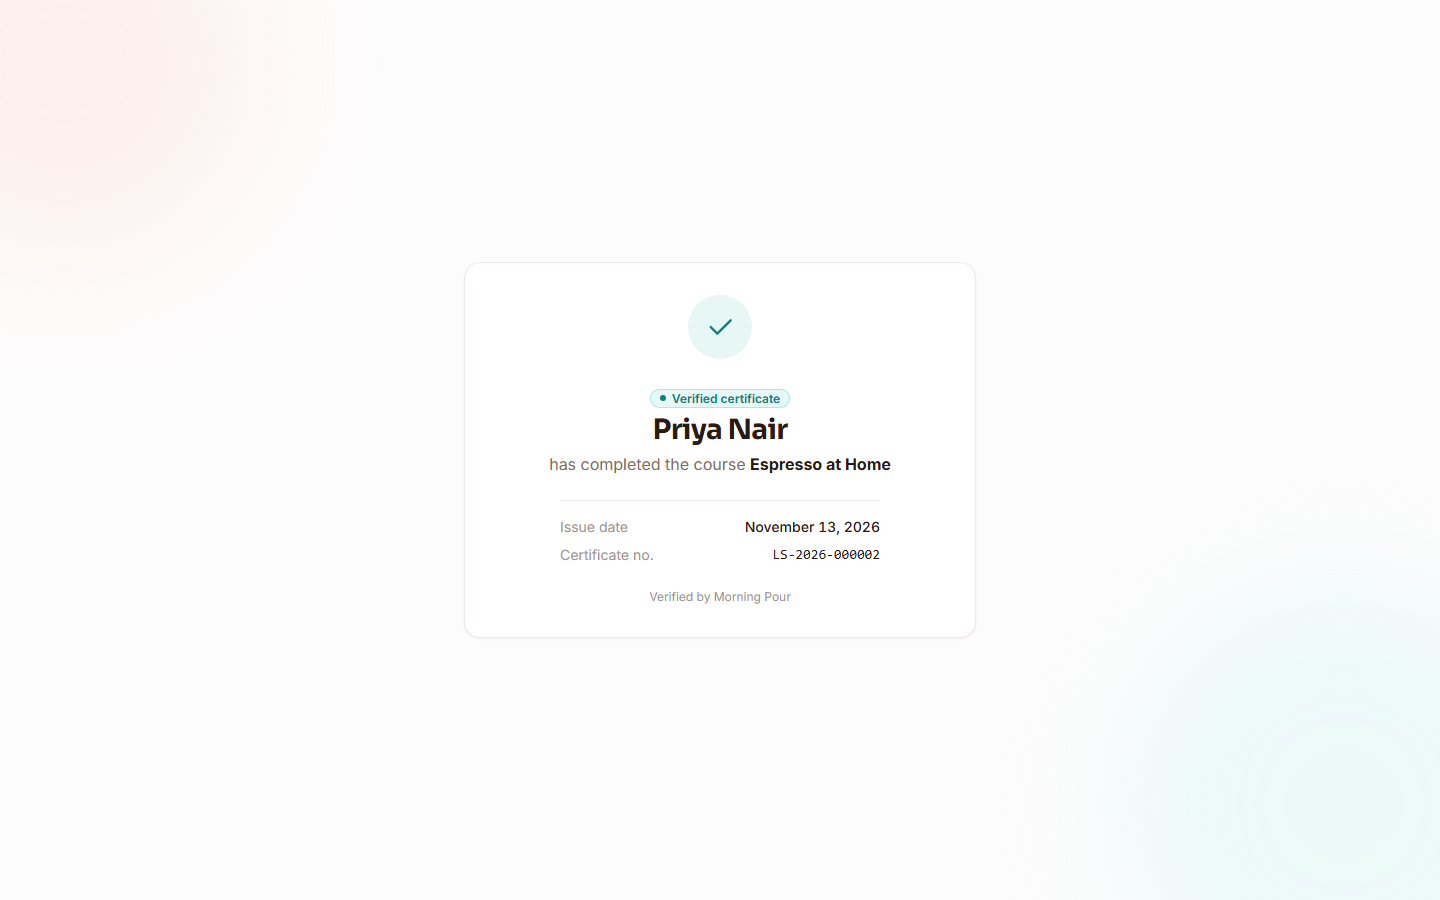 Verified certificate
Priya Nair
has completed the course Espresso at Home
Issue date November 13, 2026
Certificate no. LS-2026-000002
Verified by Morning Pour